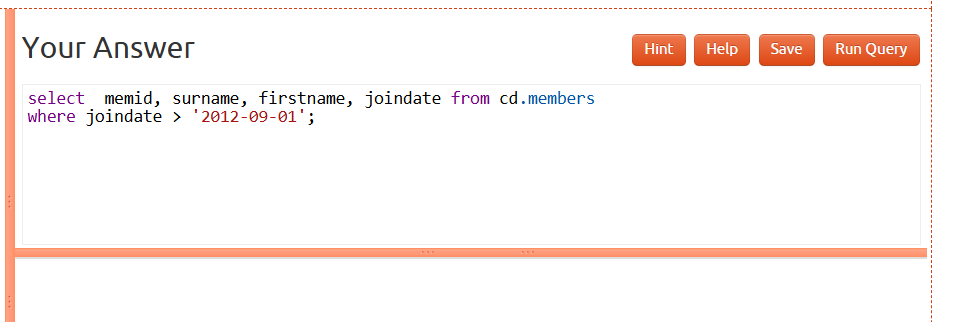 Your Answer
Hint Help Save Run Query
select  memid, surname, firstname, joindate from cd.members
where joindate > '2012-09-01';